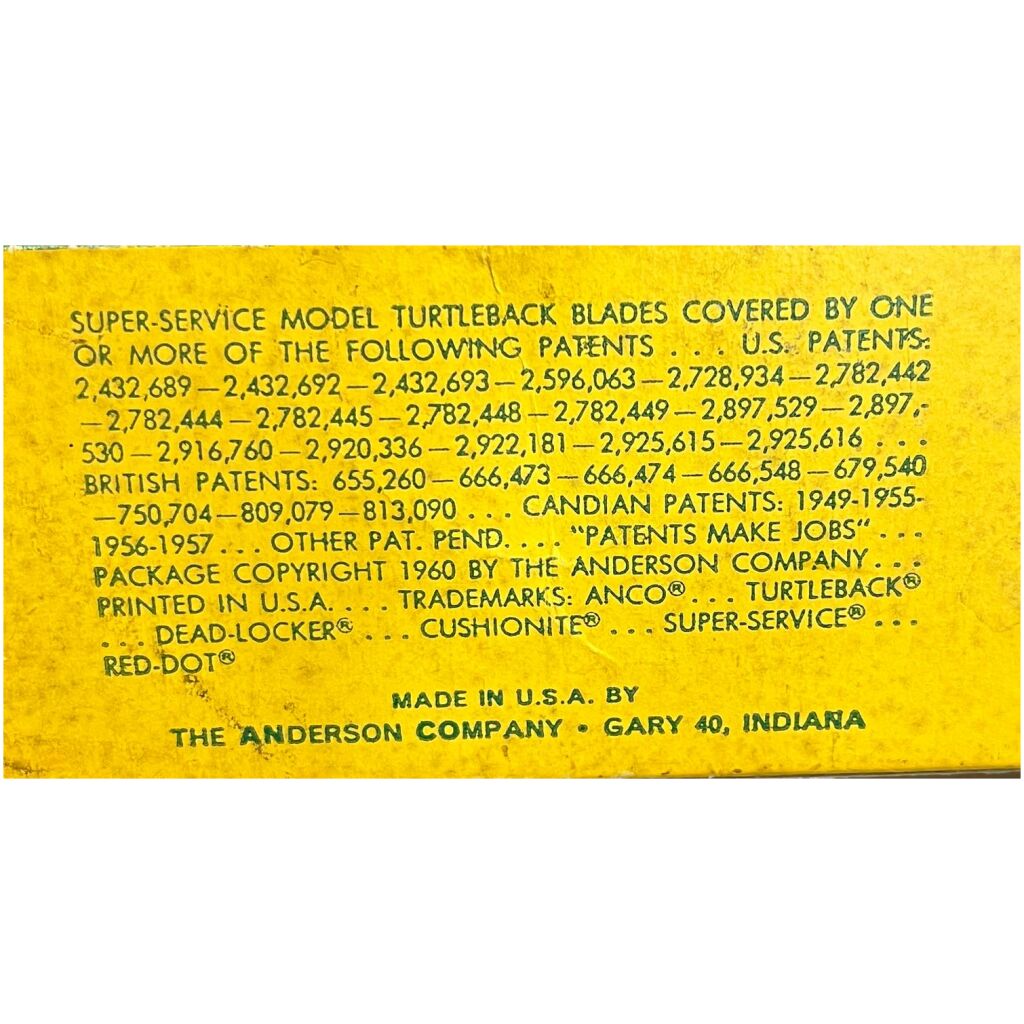 SUPER-SERVICE MODEL TURTLEBACK BLADES COVERED BY ONE
OR MORE OF THE FOLLOWING PATENTS . . . U.S. PATENTS:
2,432,689—2,432,692—2,432,693—2,596,063—2,728,934—2,782,442
—2,782,444—2,782,445—2,782,448—2,782,449—2,897,529—2,897,-
530—2,916,760—2,920,336—2,922,181—2,925,615—2,925,616 . . .
BRITISH PATENTS: 655,260—666,473—666,474—666,548—679,540
—750,704—809,079—813,090 . . . CANDIAN PATENTS: 1949-1955-
1956-1957 . . . OTHER PAT. PEND. . . . "PATENTS MAKE JOBS" . . .
PACKAGE COPYRIGHT 1960 BY THE ANDERSON COMPANY . . .
PRINTED IN U.S.A. . . . TRADEMARKS: ANCO® . . . TURTLEBACK®
. . . DEAD-LOCKER® . . . CUSHIONITE® . . . SUPER-SERVICE® . . .
RED-DOT®
MADE IN U.S.A. BY
THE ANDERSON COMPANY • GARY 40, INDIANA